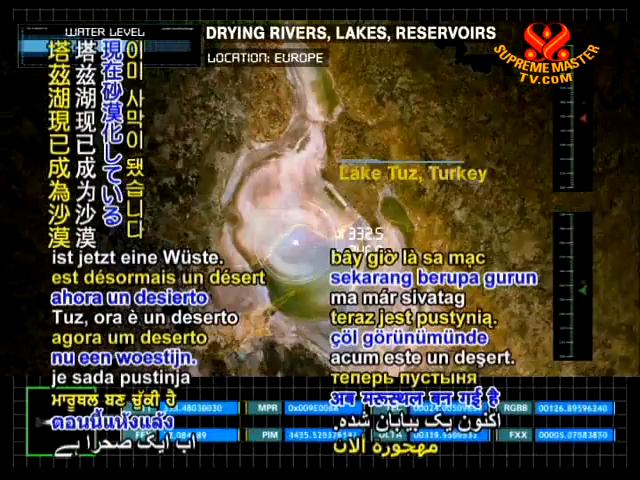 WATER LEVEL
DRYING RIVERS, LAKES, RESERVOIRS
LOCATION: EUROPE
SUPREME MASTER
TV.COM
Lake Tuz, Turkey
이미 사막이 됐습니다
現在砂漠化している
塔兹湖现已成为沙漠
塔茲湖現已成為沙漠
x 332.5
ist jetzt eine Wüste.
est désormais un désert
ahora un desierto
Tuz, ora è un deserto
agora um deserto
nu een woestijn.
je sada pustinja
ਮਾਰੂਥਲ ਬਣ ਚੁੱਕੀ ਹੈ
ตอนนี้แห้งแล้ง
اب ایک صحرا ہے
bây giờ là sa mạc
sekarang berupa gurun
ma már sivatag
teraz jest pustynią.
çöl görünümünde
acum este un deşert.
теперь пустыня
अब मरूस्थल बन गई है
اکنون یک بیابان شده.
مهجورة الآن
MPR
RGBB
00126.89596340
PIM
FXX
00005.07583830